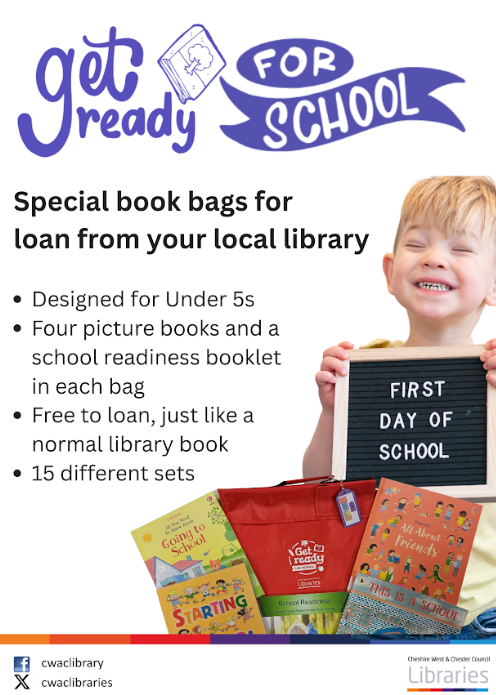 get ready FOR SCHOOL
Special book bags for
loan from your local library
• Designed for Under 5s
• Four picture books and a
school readiness booklet
in each bag
• Free to loan, just like a
normal library book
• 15 different sets
FIRST
DAY OF
SCHOOL
Going to
School
STARTING
Get
ready
FOR SCHOOL
Libraries
School Readiness
All About
Friends
THIS IS A SCHOOL
cwaclibrary
cwaclibraries
Cheshire West & Chester Council
Libraries